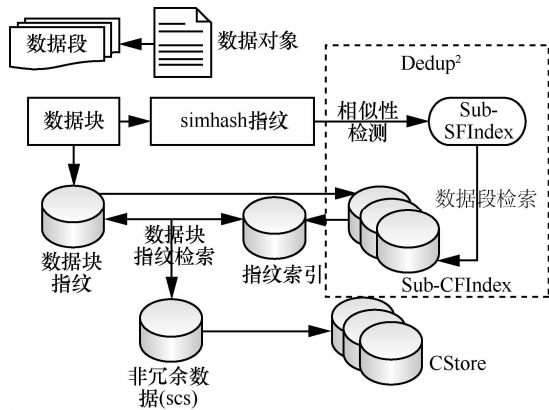 数据段
数据对象
Dedup²
数据块
simhash指纹
相似性
检测
Sub-
SFIndex
数据段检索
数据块
指纹
数据块
指纹检索
指纹索引
Sub-CFIndex
非冗余数
据(scs)
CStore